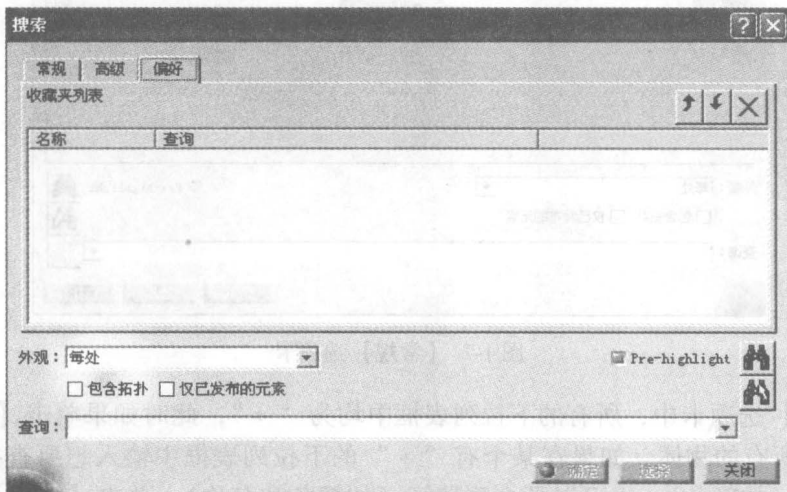 搜索
常规 高级 偏好
收藏夹列表
名称 查询
外观：每处 Pre-highlight
包含拓扑 仅已发布的元素
查询：
确定 选择 关闭